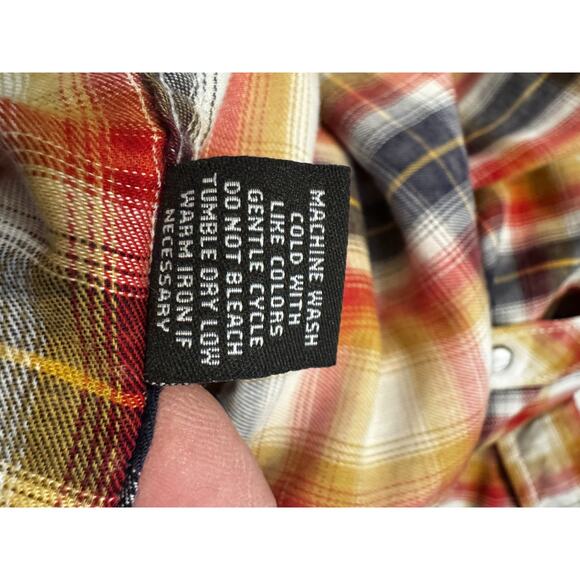 MACHINE WASH
COLD WITH
LIKE COLORS
GENTLE CYCLE
DO NOT BLEACH
TUMBLE DRY LOW
WARM IRON IF
NECESSARY